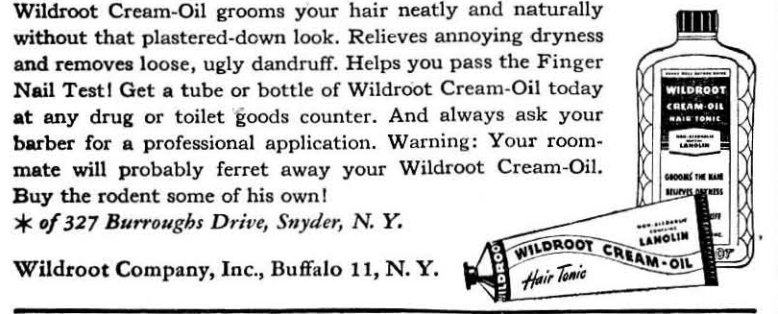 Wildroot Cream-Oil grooms your hair neatly and naturally
without that plastered-down look. Relieves annoying dryness
and removes loose, ugly dandruff. Helps you pass the Finger
Nail Test! Get a tube or bottle of Wildroot Cream-Oil today
at any drug or toilet goods counter. And always ask your
barber for a professional application. Warning: Your room-
mate will probably ferret away your Wildroot Cream-Oil.
Buy the rodent some of his own!
* of 327 Burroughs Drive, Snyder, N. Y.
Wildroot Company, Inc., Buffalo 11, N. Y.
WILDROOT
CREAM-OIL
HAIR TONIC
NON-ALCOHOLIC
LANOLIN
GROOMS THE HAIR
RELIEVES DRYNESS
NON-ALCOHOLIC
CONTAINS
LANOLIN
WILDROOT CREAM-OIL
Hair Tonic